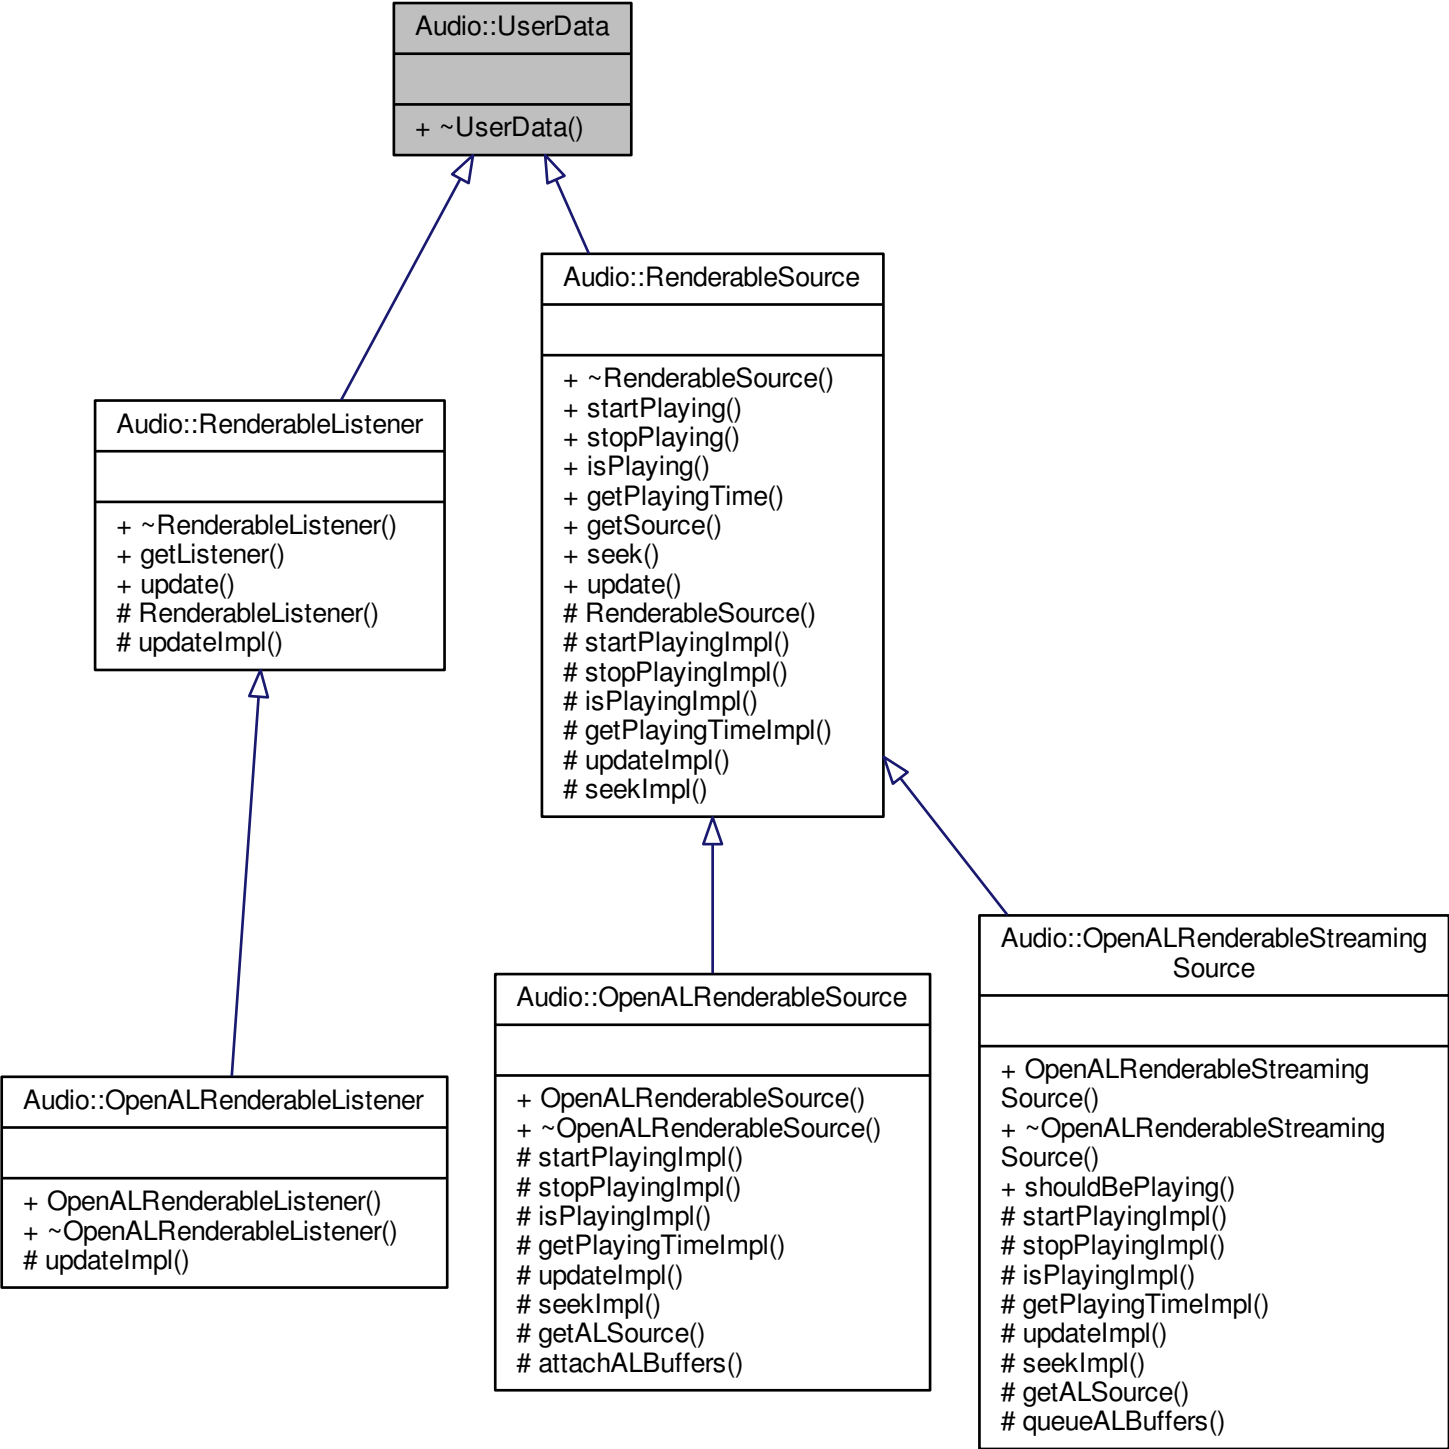 Audio::UserData
+ ~UserData()
Audio::RenderableSource
+ ~RenderableSource()
+ startPlaying()
+ stopPlaying()
+ isPlaying()
+ getPlayingTime()
+ getSource()
+ seek()
+ update()
# RenderableSource()
# startPlayingImpl()
# stopPlayingImpl()
# isPlayingImpl()
# getPlayingTimeImpl()
# updateImpl()
# seekImpl()
Audio::RenderableListener
+ ~RenderableListener()
+ getListener()
+ update()
# RenderableListener()
# updateImpl()
Audio::OpenALRenderableListener
+ OpenALRenderableListener()
+ ~OpenALRenderableListener()
# updateImpl()
Audio::OpenALRenderableSource
+ OpenALRenderableSource()
+ ~OpenALRenderableSource()
# startPlayingImpl()
# stopPlayingImpl()
# isPlayingImpl()
# getPlayingTimeImpl()
# updateImpl()
# seekImpl()
# getALSource()
# attachALBuffers()
Audio::OpenALRenderableStreaming
Source
+ OpenALRenderableStreaming
Source()
+ ~OpenALRenderableStreaming
Source()
+ shouldBePlaying()
# startPlayingImpl()
# stopPlayingImpl()
# isPlayingImpl()
# getPlayingTimeImpl()
# updateImpl()
# seekImpl()
# getALSource()
# queueALBuffers()